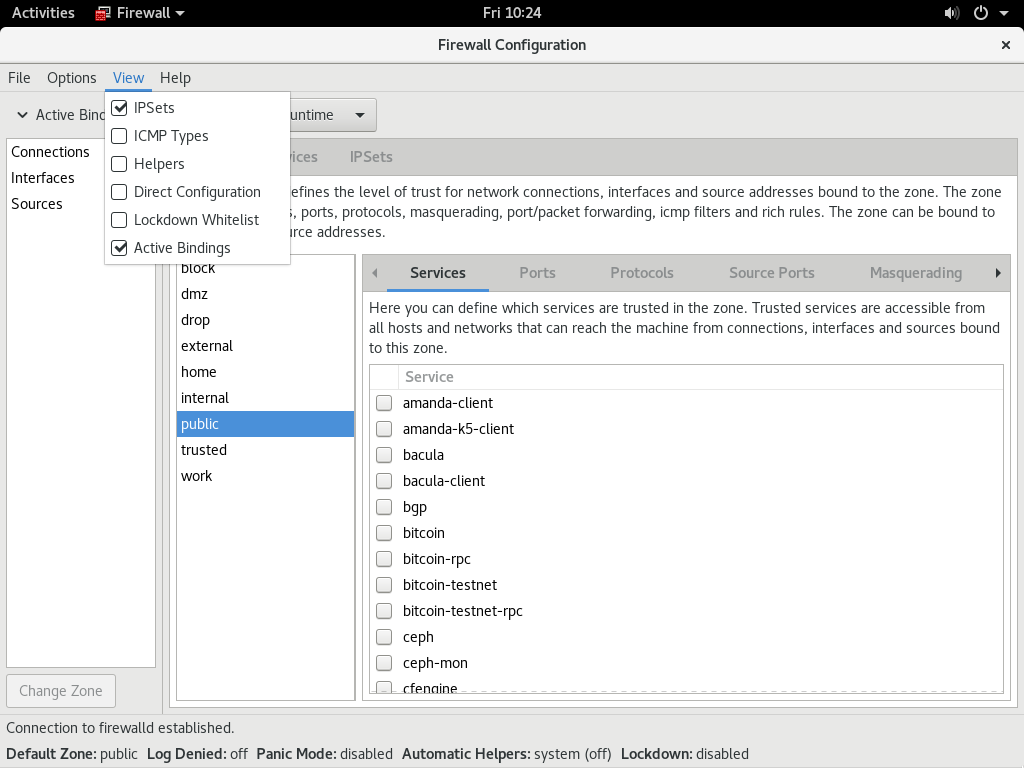 Activities Firewall Fri 10:24
Firewall Configuration
File Options View Help
Active Bind
untime
IPSets
ICMP Types
Helpers
Direct Configuration
Lockdown Whitelist
Active Bindings
Connections
Interfaces
Sources
vices IPSets
efines the level of trust for network connections, interfaces and source addresses bound to the zone. The zone
s, ports, protocols, masquerading, port/packet forwarding, icmp filters and rich rules. The zone can be bound to
urce addresses.
block
dmz
drop
external
home
internal
public
trusted
work
Services Ports Protocols Source Ports Masquerading
Here you can define which services are trusted in the zone. Trusted services are accessible from
all hosts and networks that can reach the machine from connections, interfaces and sources bound
to this zone.
Service
amanda-client
amanda-k5-client
bacula
bacula-client
bgp
bitcoin
bitcoin-rpc
bitcoin-testnet
bitcoin-testnet-rpc
ceph
ceph-mon
cfengine
Change Zone
Connection to firewalld established.
Default Zone: public Log Denied: off Panic Mode: disabled Automatic Helpers: system (off) Lockdown: disabled